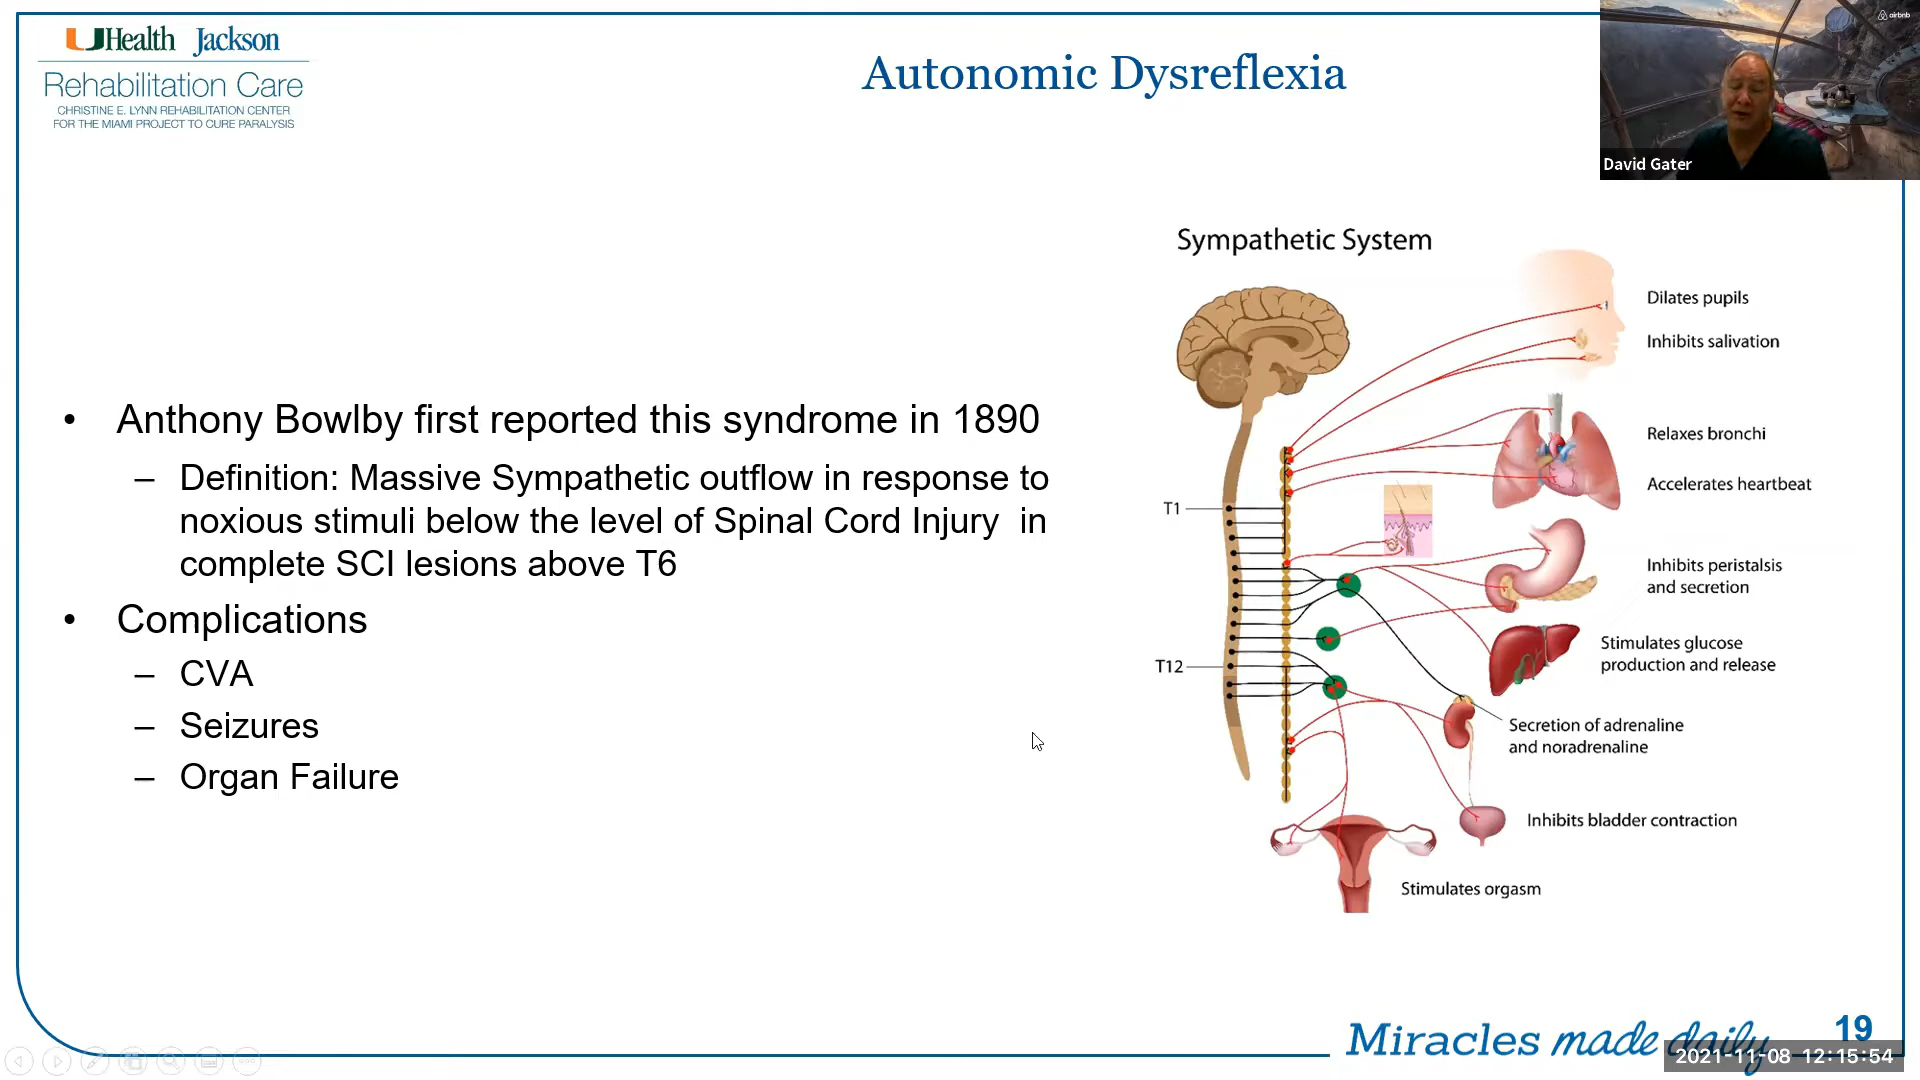 UHealth Jackson
Rehabilitation Care
CHRISTINE E. LYNN REHABILITATION CENTER
FOR THE MIAMI PROJECT TO CURE PARALYSIS
Autonomic Dysreflexia
airbnb
David Gater
• Anthony Bowlby first reported this syndrome in 1890
– Definition: Massive Sympathetic outflow in response to
noxious stimuli below the level of Spinal Cord Injury in
complete SCI lesions above T6
• Complications
– CVA
– Seizures
– Organ Failure
Sympathetic System
Dilates pupils
Inhibits salivation
Relaxes bronchi
Accelerates heartbeat
T1
Inhibits peristalsis
and secretion
Stimulates glucose
production and release
T12
Secretion of adrenaline
and noradrenaline
Inhibits bladder contraction
Stimulates orgasm
Miracles made daily
19
2021-11-08 12:15:54